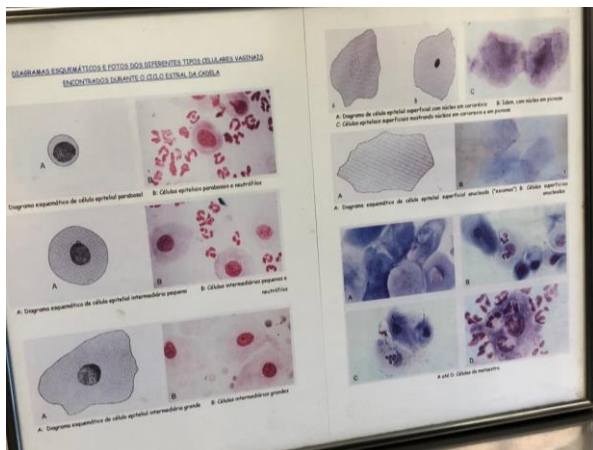 DIAGRAMAS ESQUEMÁTICOS E FOTOS DOS DIFERENTES TIPOS CELULARES VAGINAIS
ENCONTRADOS DURANTE O CICLO ESTRAL DA CADELA
A
B
Diagrama esquemático de célula epitelial parabasal
B: Células epiteliais parabasais e neutrófilos
A
B
A: Diagrama esquemático de célula epitelial intermediária pequena
B: Células intermediárias pequenas e
neutrófilos
A
B
A: Diagrama esquemático de célula epitelial intermediária grande
B: Células intermediárias grandes
A
B
C
A: Diagrama de célula epitelial superficial com núcleo em cariorréxis
B: Idem, com núcleo em picnose
C: Células epiteliais superficiais mostrando núcleos em cariorrexe e em picnose
A
B
A: Diagrama esquemático de célula epitelial superficial anucleada ("escamas") B: Células superficiais
anucleadas
A
B
C
D
A até D: Células do metaestro